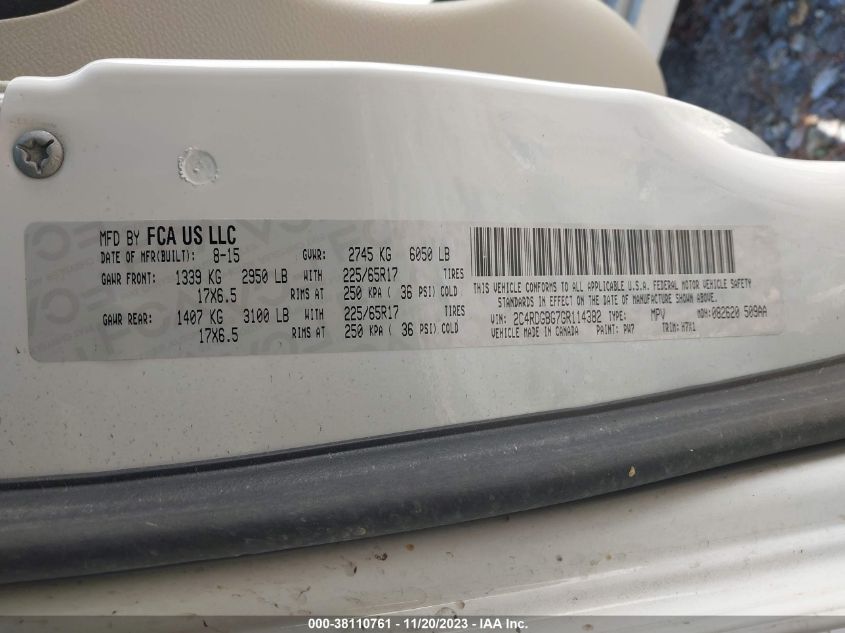 MFD BY FCA US LLC
DATE OF MFR(BUILT): 8-15 GVWR: 2745 KG 6050 LB
GAWR FRONT: 1339 KG 2950 LB WITH 225/65R17 TIRES
17X6.5 RIMS AT 250 KPA ( 36 PSI) COLD
GAWR REAR: 1407 KG 3100 LB WITH 225/65R17 TIRES
17X6.5 RIMS AT 250 KPA ( 36 PSI) COLD
THIS VEHICLE CONFORMS TO ALL APPLICABLE U.S.A. FEDERAL MOTOR VEHICLE SAFETY
STANDARDS IN EFFECT ON THE DATE OF MANUFACTURE SHOWN ABOVE.
VIN: 2C4RDGBG7GR114382 TYPE: MPV MDH: 082620 509AA
VEHICLE MADE IN CANADA PAINT: PW7 TRIM: H7X1
000-38110761 - 11/20/2023 - IAA Inc.